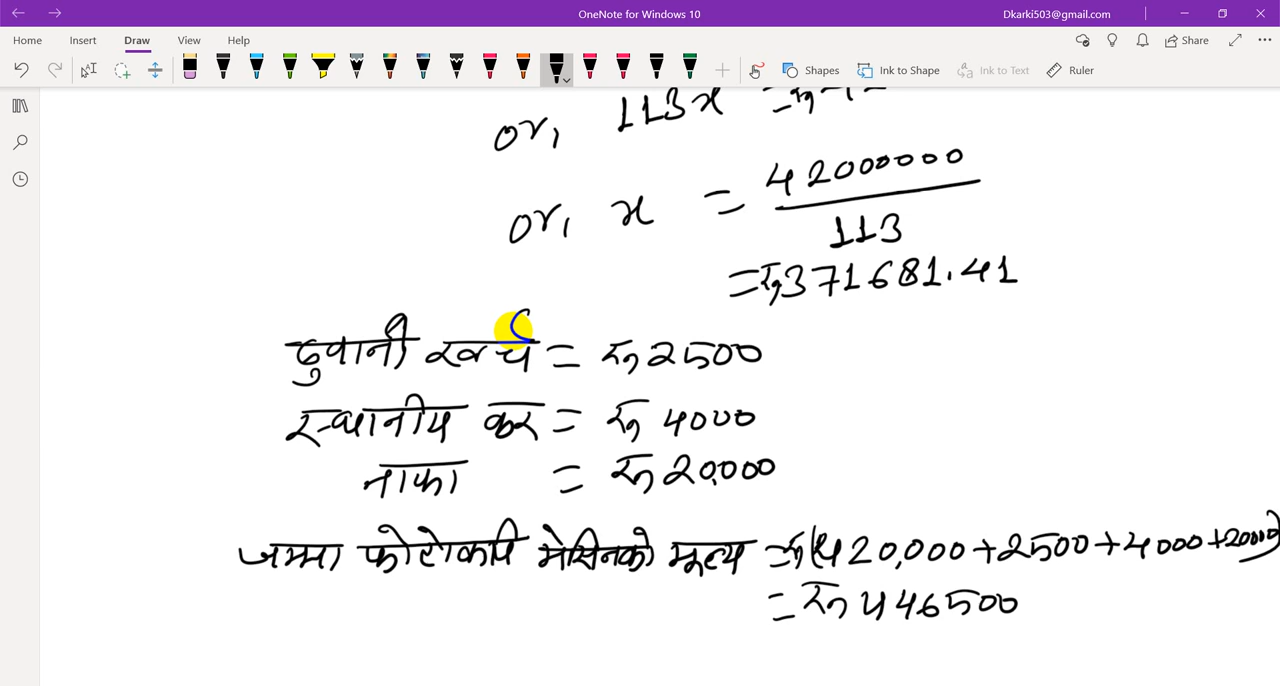 OneNote for Windows 10
Dkarki503@gmail.com
Home Insert Draw View Help
Share
Shapes Ink to Shape Ink to Text Ruler
or, 113x =
or, x = 42000000
113
= रु 371681.41
ढुवानी खर्च = रु 2500
स्थानीय कर = रु 4000
नाफा = रु 20,000
जम्मा फोटोकपि मेसिनको मूल्य = रु (420,000+2500+4000+20000)
= रु 446500